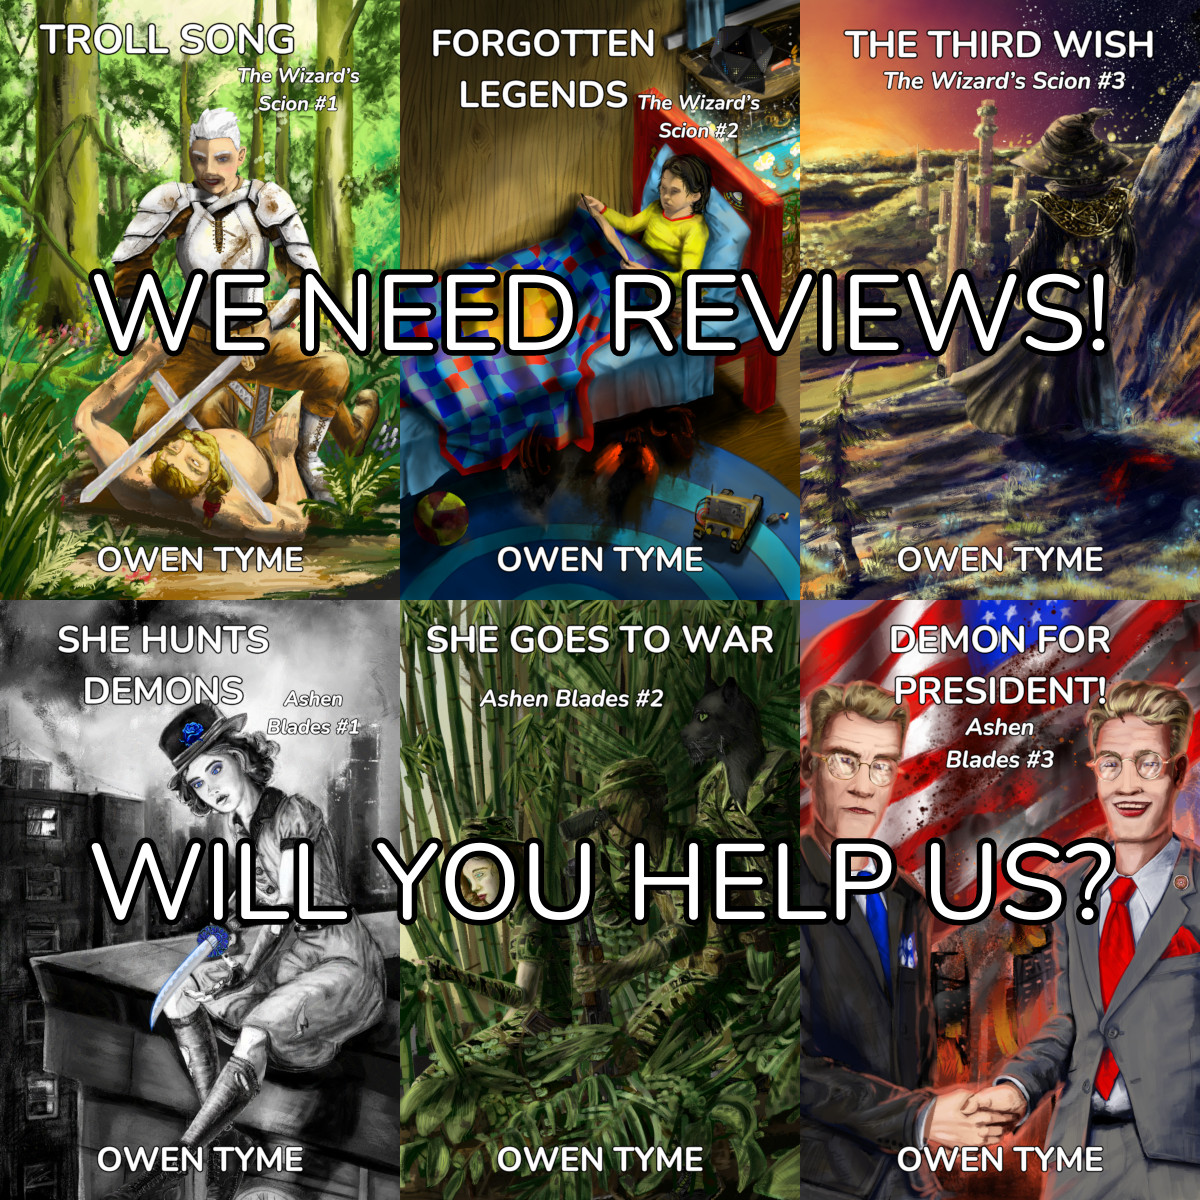 TROLL SONG
The Wizard's
Scion #1
OWEN TYME
FORGOTTEN
LEGENDS
The Wizard's
Scion #2
OWEN TYME
THE THIRD WISH
The Wizard's Scion #3
OWEN TYME
WE NEED REVIEWS!
SHE HUNTS
DEMONS
Ashen
Blades #1
OWEN TYME
SHE GOES TO WAR
Ashen Blades #2
OWEN TYME
DEMON FOR
PRESIDENT!
Ashen
Blades #3
OWEN TYME
WILL YOU HELP US?